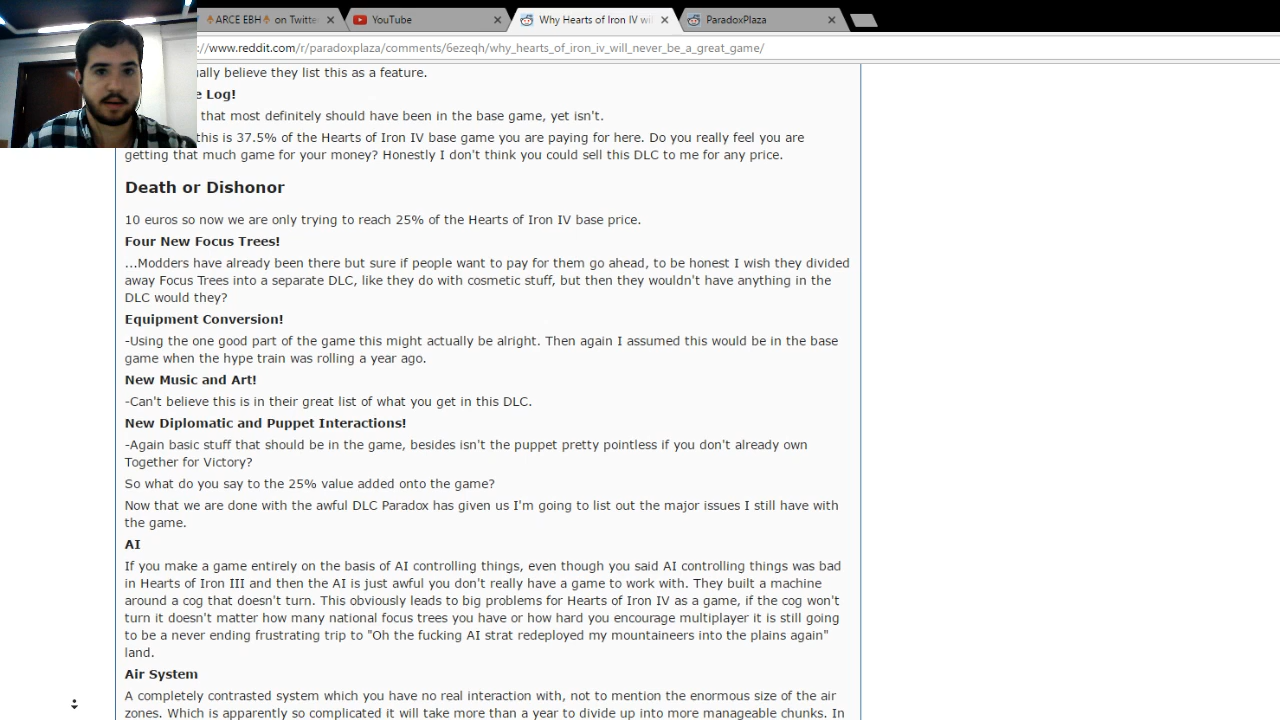 ARCE EBH on Twitte
YouTube
Why Hearts of Iron IV wil
ParadoxPlaza
://www.reddit.com/r/paradoxplaza/comments/6ezeqh/why_hearts_of_iron_iv_will_never_be_a_great_game/
ually believe they list this as a feature.
e Log!
that most definitely should have been in the base game, yet isn't.
this is 37.5% of the Hearts of Iron IV base game you are paying for here. Do you really feel you are
getting that much game for your money? Honestly I don't think you could sell this DLC to me for any price.
Death or Dishonor
10 euros so now we are only trying to reach 25% of the Hearts of Iron IV base price.
Four New Focus Trees!
...Modders have already been there but sure if people want to pay for them go ahead, to be honest I wish they divided
away Focus Trees into a separate DLC, like they do with cosmetic stuff, but then they wouldn't have anything in the
DLC would they?
Equipment Conversion!
-Using the one good part of the game this might actually be alright. Then again I assumed this would be in the base
game when the hype train was rolling a year ago.
New Music and Art!
-Can't believe this is in their great list of what you get in this DLC.
New Diplomatic and Puppet Interactions!
-Again basic stuff that should be in the game, besides isn't the puppet pretty pointless if you don't already own
Together for Victory?
So what do you say to the 25% value added onto the game?
Now that we are done with the awful DLC Paradox has given us I'm going to list out the major issues I still have with
the game.
AI
If you make a game entirely on the basis of AI controlling things, even though you said AI controlling things was bad
in Hearts of Iron III and then the AI is just awful you don't really have a game to work with. They built a machine
around a cog that doesn't turn. This obviously leads to big problems for Hearts of Iron IV as a game, if the cog won't
turn it doesn't matter how many national focus trees you have or how hard you encourage multiplayer it is still going
to be a never ending frustrating trip to "Oh the fucking AI strat redeployed my mountaineers into the plains again"
land.
Air System
A completely contrasted system which you have no real interaction with, not to mention the enormous size of the air
zones. Which is apparently so complicated it will take more than a year to divide up into more manageable chunks. In